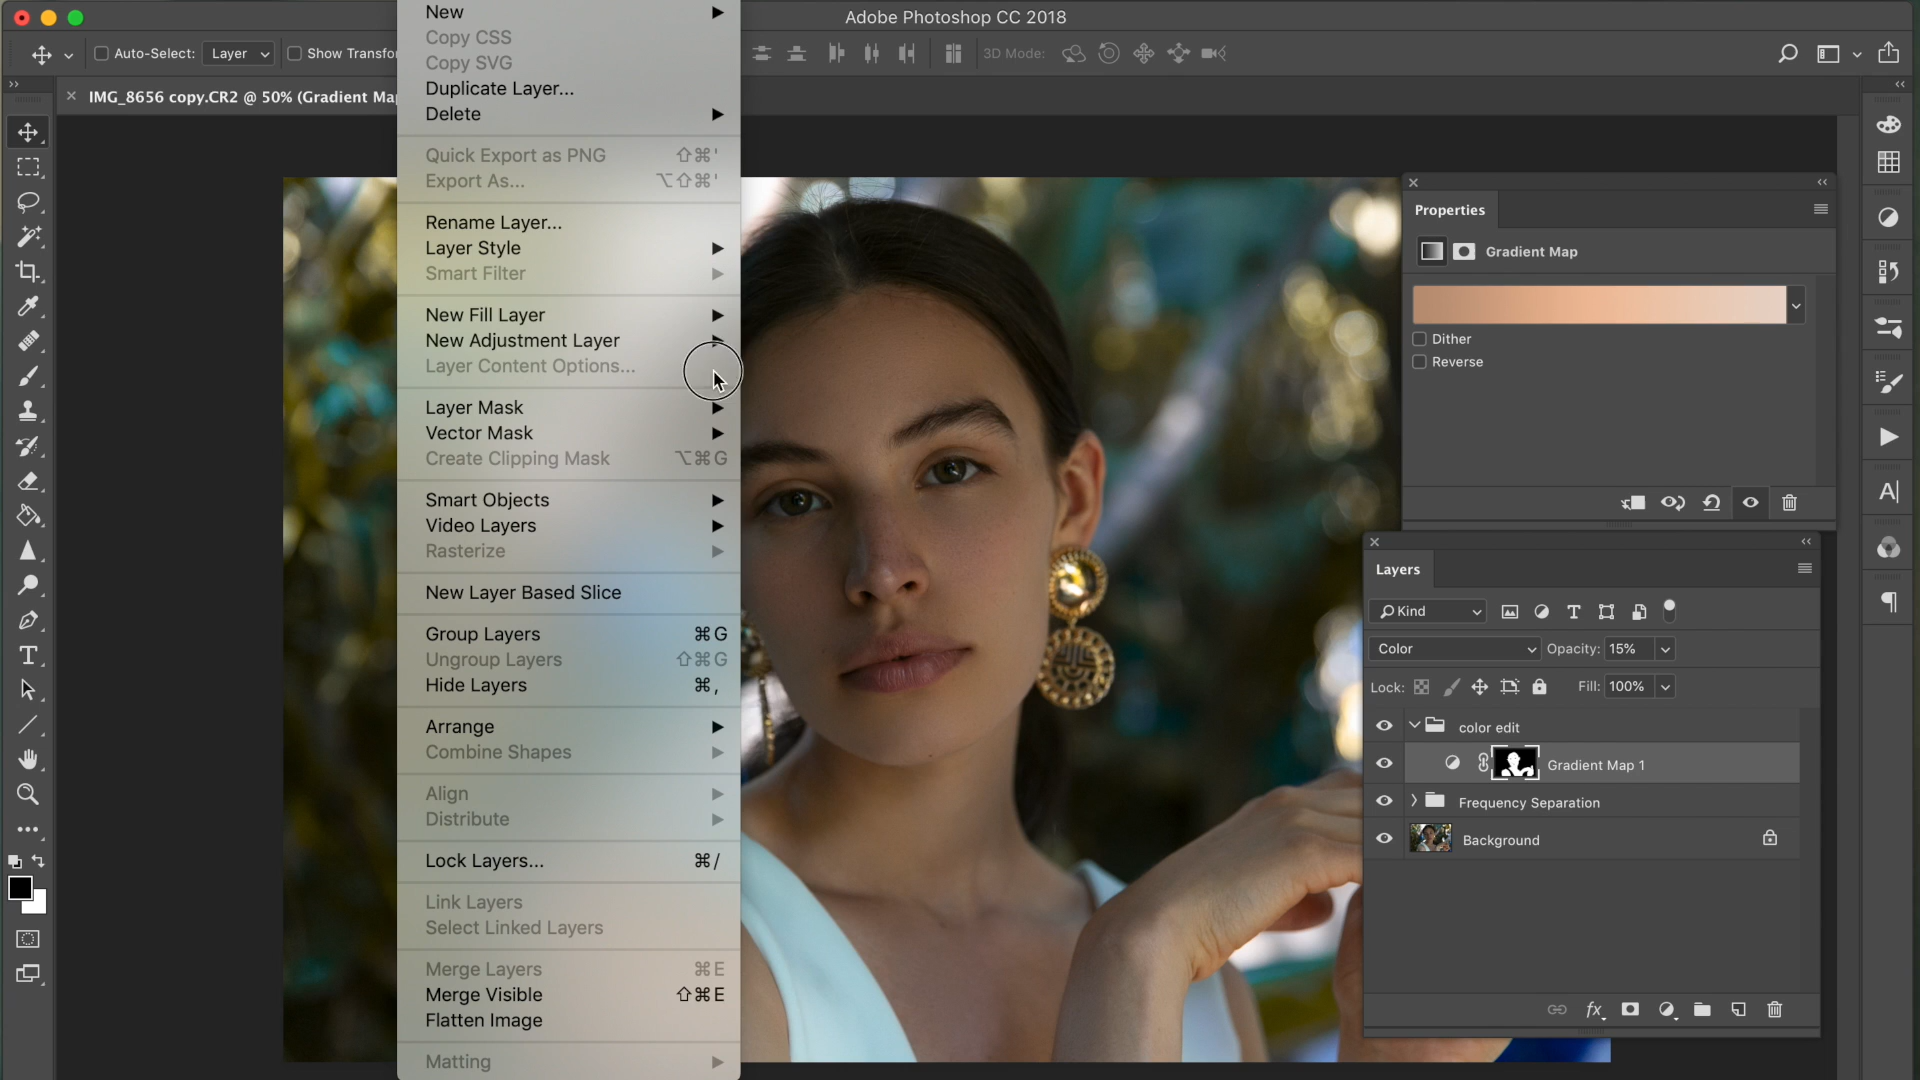 Adobe Photoshop CC 2018
Auto-Select:
Layer
Show Transfo
3D Mode:
IMG_8656 copy.CR2 @ 50% (Gradient Ma
New
Copy CSS
Copy SVG
Duplicate Layer...
Delete
Quick Export as PNG ⇧⌘'
Export As... ⌥⇧⌘'
Rename Layer...
Layer Style
Smart Filter
New Fill Layer
New Adjustment Layer
Layer Content Options...
Layer Mask
Vector Mask
Create Clipping Mask ⌥⌘G
Smart Objects
Video Layers
Rasterize
New Layer Based Slice
Group Layers ⌘G
Ungroup Layers ⇧⌘G
Hide Layers ⌘,
Arrange
Combine Shapes
Align
Distribute
Lock Layers... ⌘/
Link Layers
Select Linked Layers
Merge Layers ⌘E
Merge Visible ⇧⌘E
Flatten Image
Matting
Properties
Gradient Map
Dither
Reverse
Layers
Kind
Color
Opacity: 15%
Lock:
Fill: 100%
color edit
Gradient Map 1
Frequency Separation
Background